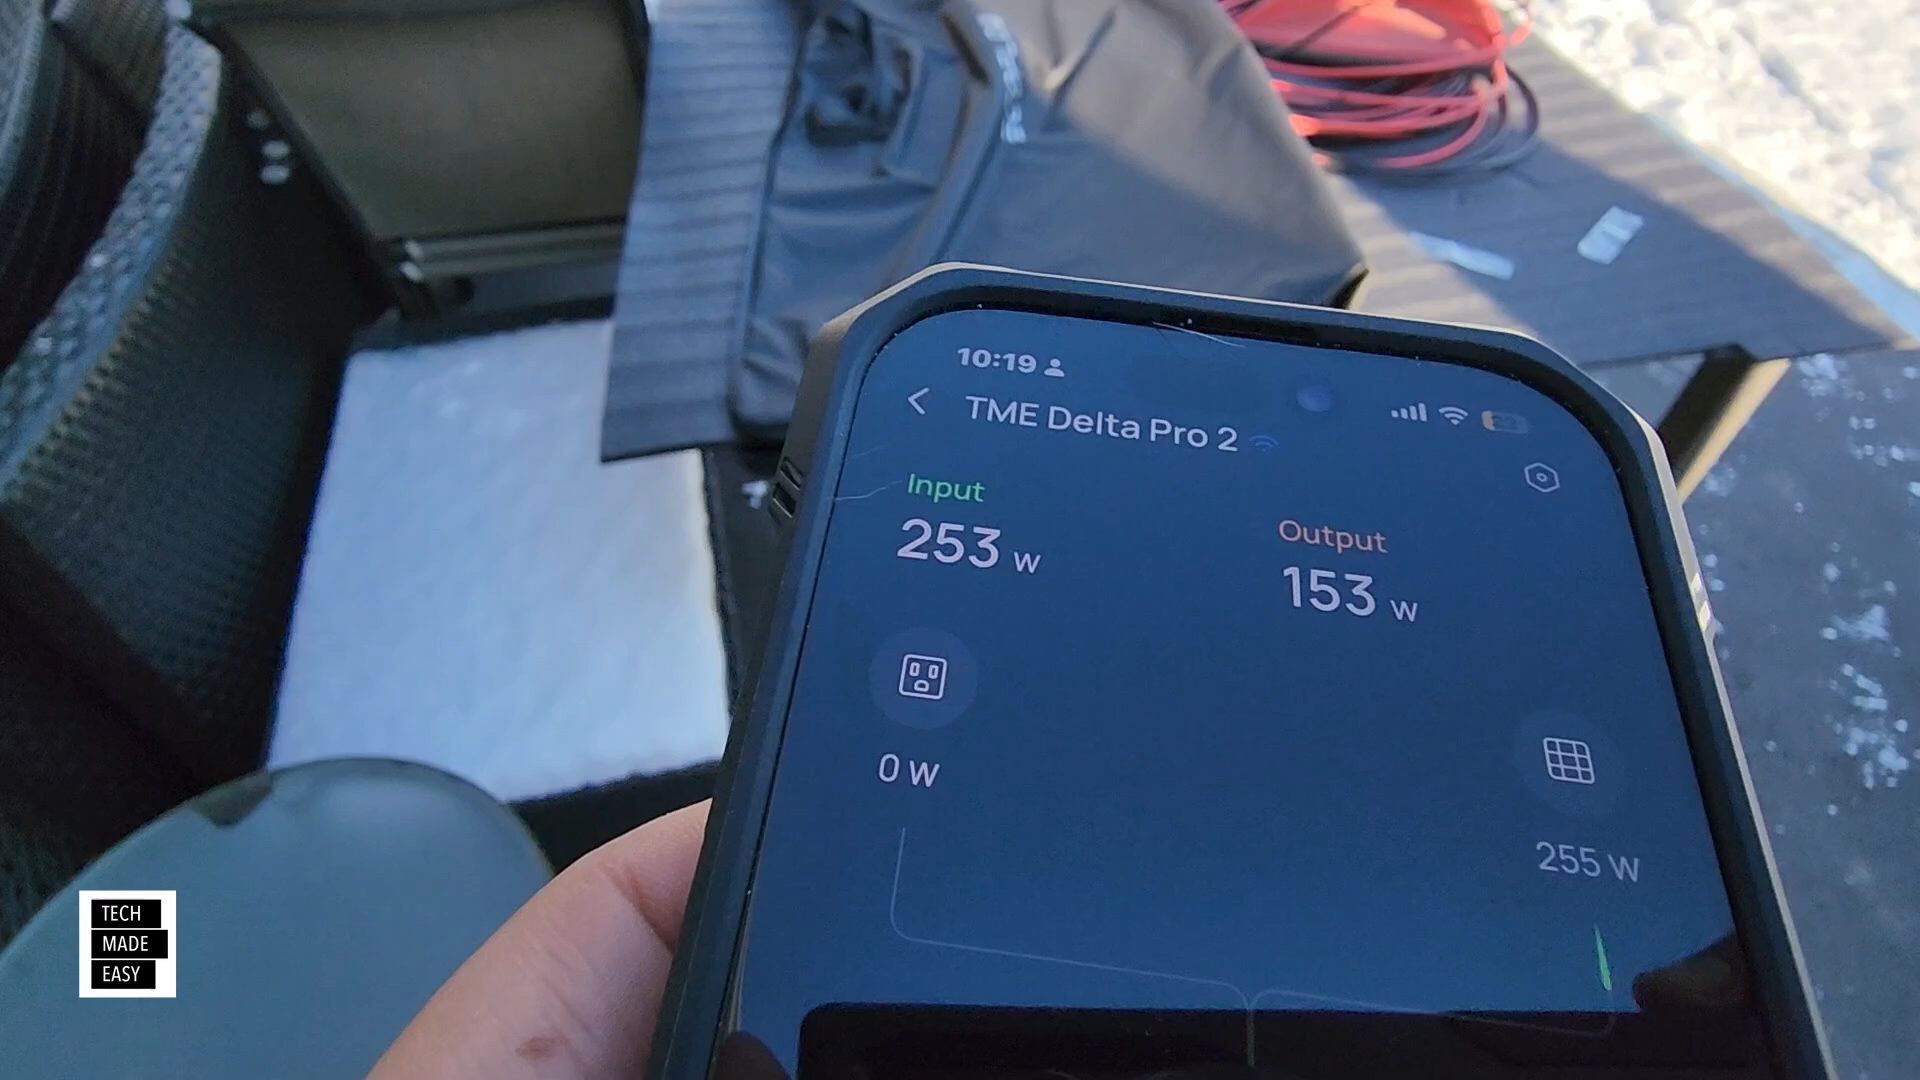 10:19
TME Delta Pro 2
Input
253 W
Output
153 W
0 W
255 W
TECH
MADE
EASY